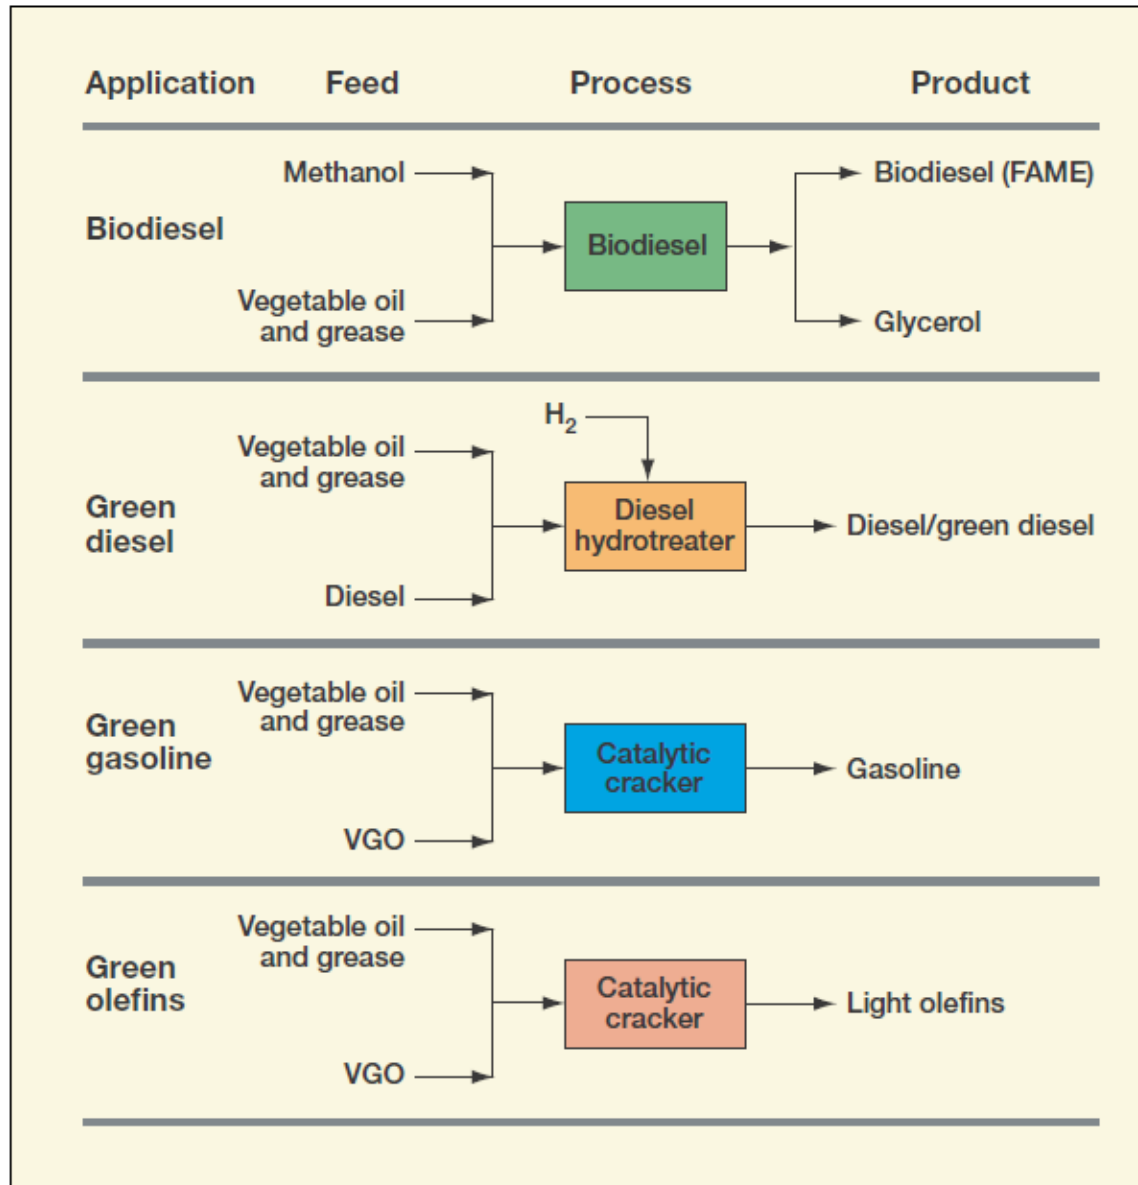 Application Feed Process Product
Methanol
Biodiesel (FAME)
Biodiesel
Biodiesel
Vegetable oil
and grease
Glycerol
H₂
Vegetable oil
and grease
Green
diesel
Diesel
hydrotreater
Diesel/green diesel
Diesel
Vegetable oil
and grease
Green
gasoline
Catalytic
cracker
Gasoline
VGO
Vegetable oil
and grease
Green
olefins
Catalytic
cracker
Light olefins
VGO